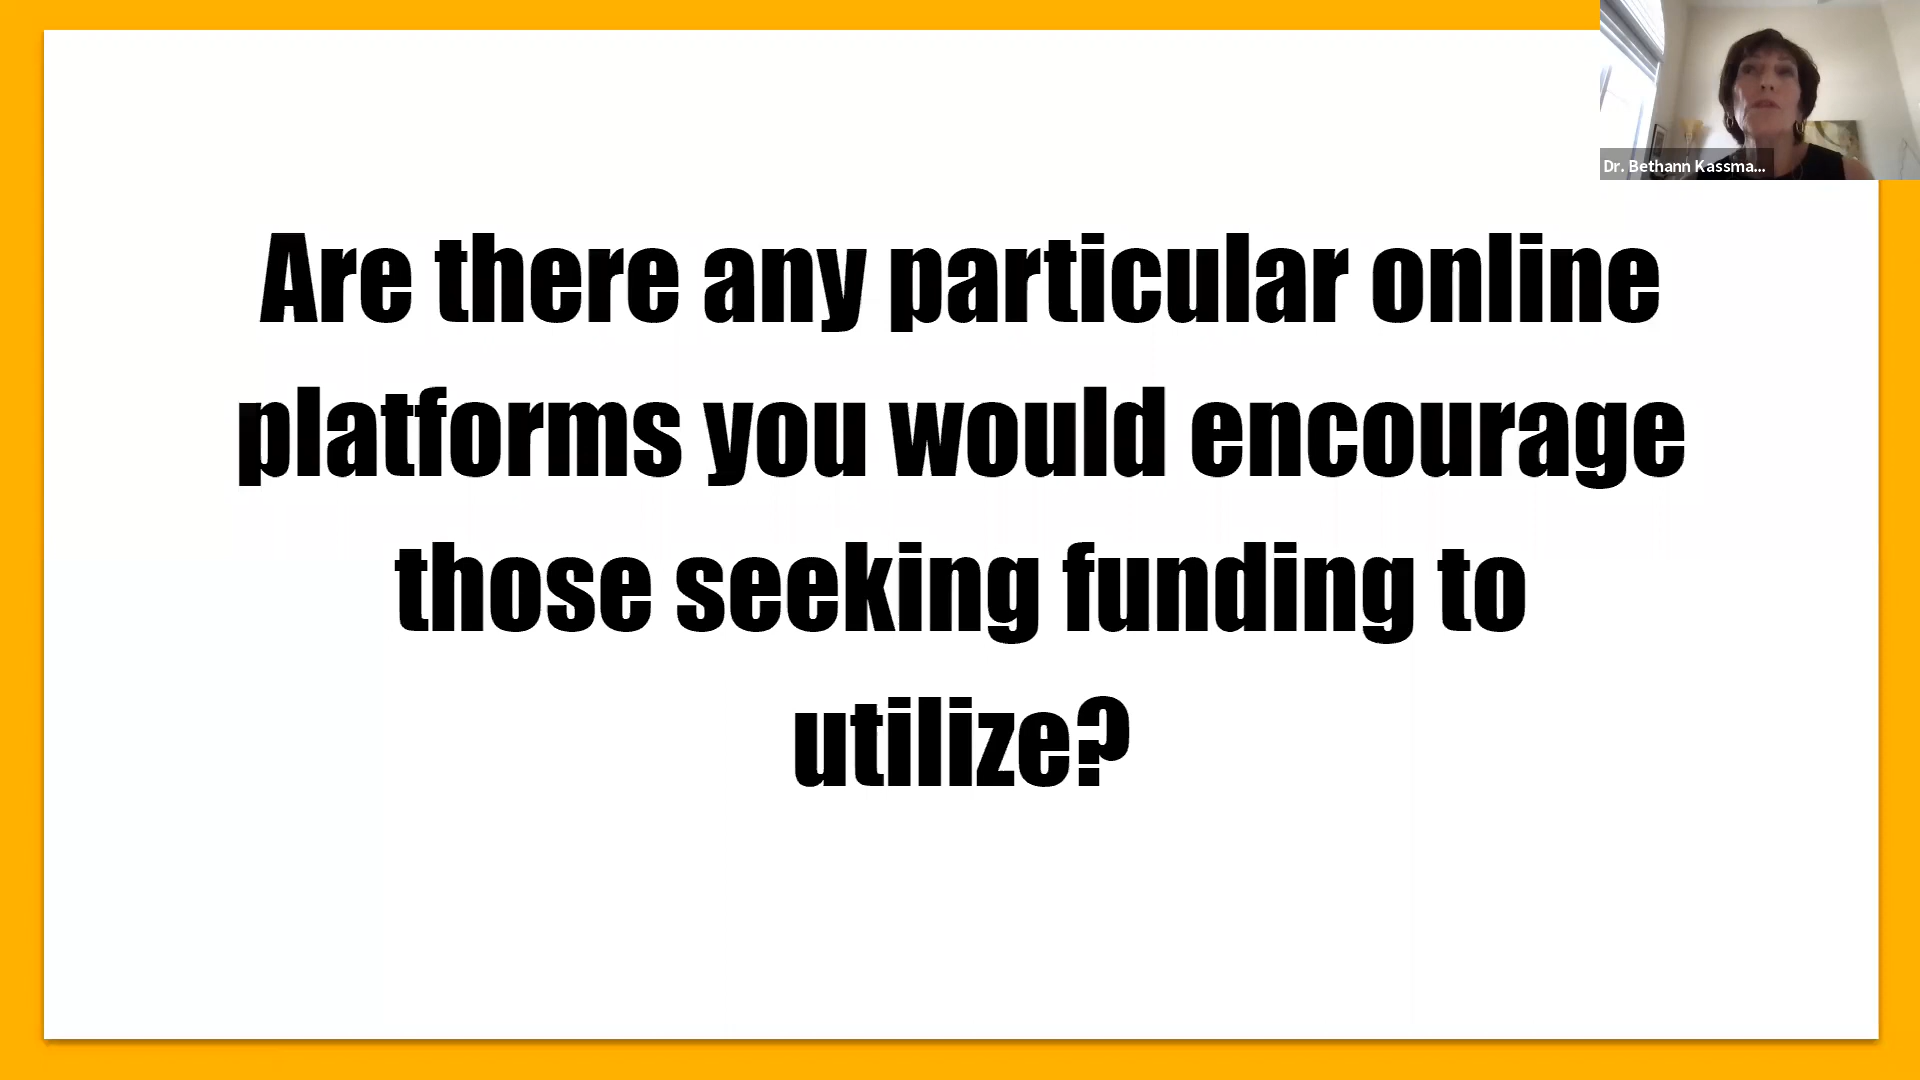 Dr. Bethann Kassma...
Are there any particular online
platforms you would encourage
those seeking funding to
utilize?